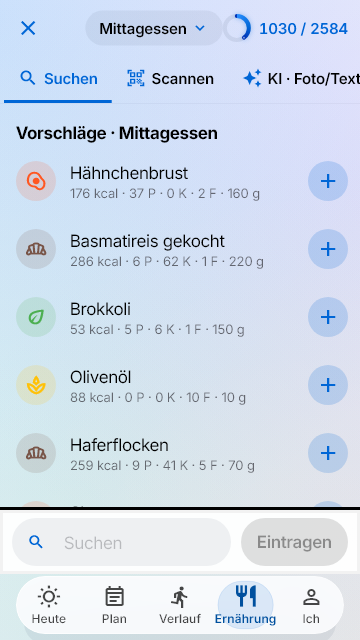 Mittagessen
1030 / 2584
Suchen
Scannen
KI · Foto/Text
Vorschläge · Mittagessen
Hähnchenbrust
176 kcal · 37 P · 0 K · 2 F · 160 g
Basmatireis gekocht
286 kcal · 6 P · 62 K · 1 F · 220 g
Brokkoli
53 kcal · 5 P · 6 K · 1 F · 150 g
Olivenöl
88 kcal · 0 P · 0 K · 10 F · 10 g
Haferflocken
259 kcal · 9 P · 41 K · 5 F · 70 g
Suchen
Eintragen
Heute
Plan
Verlauf
Ernährung
Ich